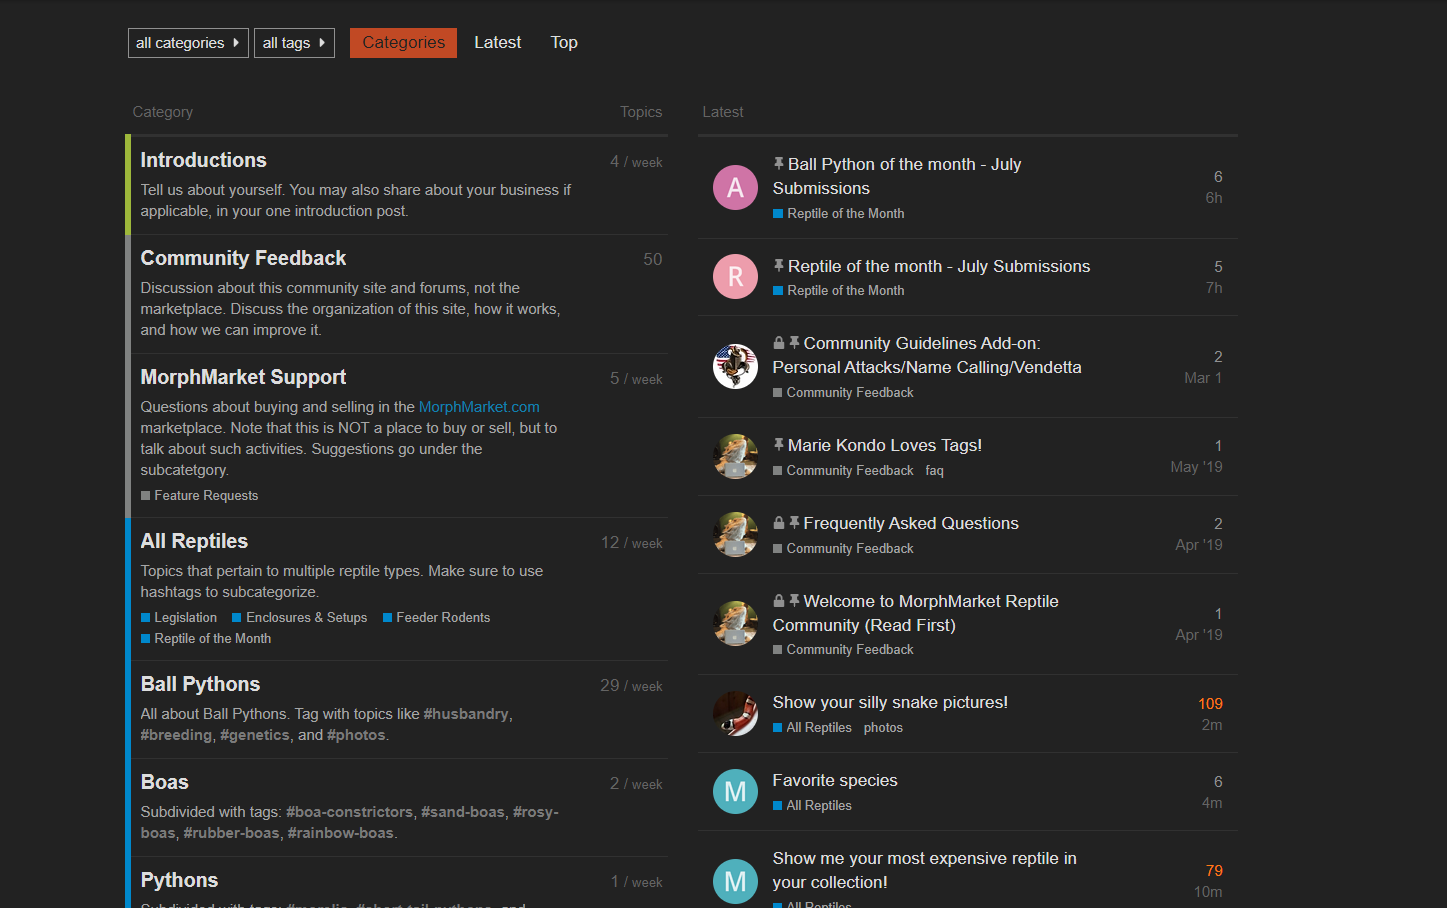 all categories
all tags
Categories
Latest
Top
Category
Topics
Introductions
4 / week
Tell us about yourself. You may also share about your business if
applicable, in your one introduction post.
Community Feedback
50
Discussion about this community site and forums, not the
marketplace. Discuss the organization of this site, how it works,
and how we can improve it.
MorphMarket Support
5 / week
Questions about buying and selling in the MorphMarket.com
marketplace. Note that this is NOT a place to buy or sell, but to
talk about such activities. Suggestions go under the
subcatetgory.
Feature Requests
All Reptiles
12 / week
Topics that pertain to multiple reptile types. Make sure to use
hashtags to subcategorize.
Legislation Enclosures & Setups Feeder Rodents
Reptile of the Month
Ball Pythons
29 / week
All about Ball Pythons. Tag with topics like #husbandry,
#breeding, #genetics, and #photos.
Boas
2 / week
Subdivided with tags: #boa-constrictors, #sand-boas, #rosy-
boas, #rubber-boas, #rainbow-boas.
Pythons
1 / week
Subdivided with tags: #morelia, #short-tail-pythons, and
Latest
A
Ball Python of the month - July
Submissions
Reptile of the Month
6
6h
R
Reptile of the month - July Submissions
Reptile of the Month
5
7h
Community Guidelines Add-on:
Personal Attacks/Name Calling/Vendetta
Community Feedback
2
Mar 1
Marie Kondo Loves Tags!
Community Feedback faq
1
May '19
Frequently Asked Questions
Community Feedback
2
Apr '19
Welcome to MorphMarket Reptile
Community (Read First)
Community Feedback
1
Apr '19
Show your silly snake pictures!
All Reptiles photos
109
2m
M
Favorite species
All Reptiles
6
4m
M
Show me your most expensive reptile in
your collection!
All Reptiles
79
10m